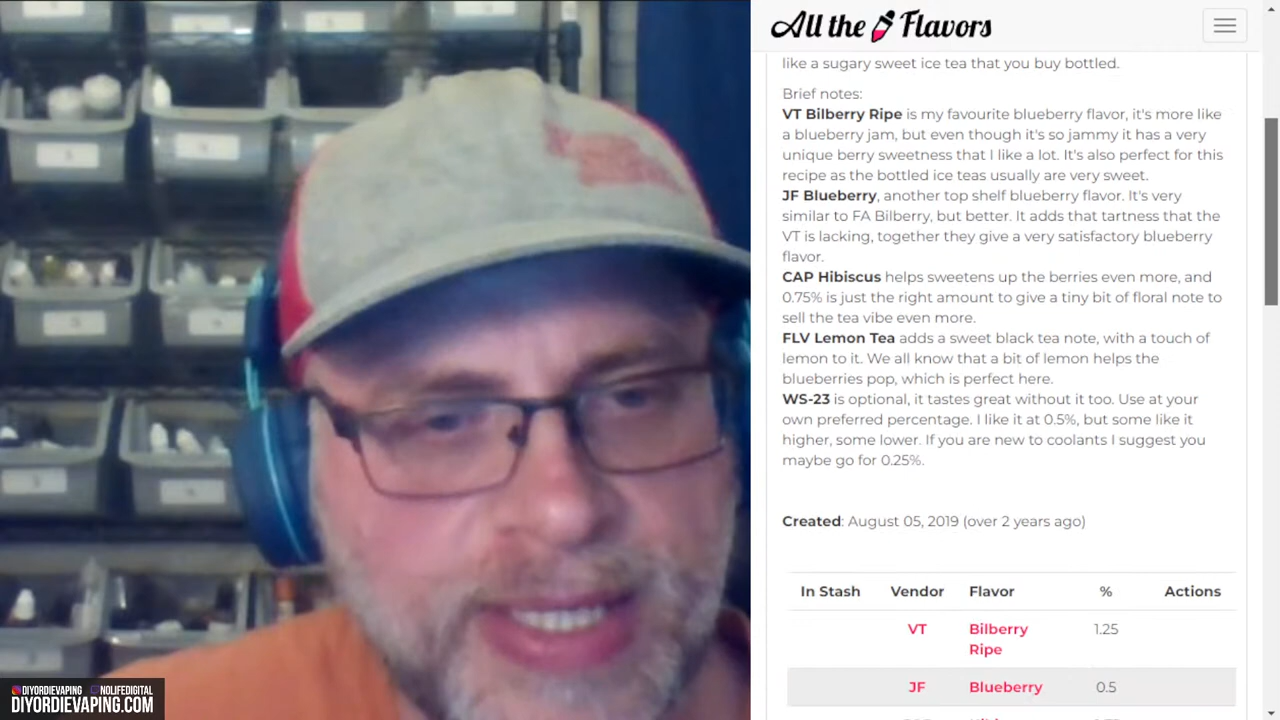 All the Flavors
like a sugary sweet ice tea that you buy bottled.
Brief notes:
VT Bilberry Ripe is my favourite blueberry flavor, it's more like
a blueberry jam, but even though it's so jammy it has a very
unique berry sweetness that I like a lot. It's also perfect for this
recipe as the bottled ice teas usually are very sweet.
JF Blueberry, another top shelf blueberry flavor. It's very
similar to FA Bilberry, but better. It adds that tartness that the
VT is lacking, together they give a very satisfactory blueberry
flavor.
CAP Hibiscus helps sweetens up the berries even more, and
0.75% is just the right amount to give a tiny bit of floral note to
sell the tea vibe even more.
FLV Lemon Tea adds a sweet black tea note, with a touch of
lemon to it. We all know that a bit of lemon helps the
blueberries pop, which is perfect here.
WS-23 is optional, it tastes great without it too. Use at your
own preferred percentage. I like it at 0.5%, but some like it
higher, some lower. If you are new to coolants I suggest you
maybe go for 0.25%.
Created: August 05, 2019 (over 2 years ago)
In Stash Vendor Flavor % Actions
VT Bilberry Ripe 1.25
JF Blueberry 0.5
DIYORDIEVAPING NOLIFEDIGITAL
DIYORDIEVAPING.COM